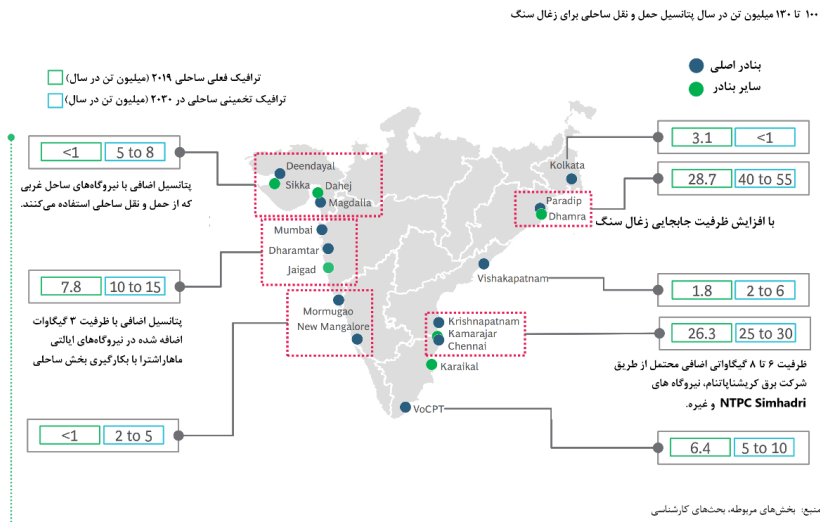 ۱۰۰ تا ۱۳۰ میلیون تن در سال پتانسیل حمل و نقل ساحلی برای زغال سنگ
بنادر اصلی
سایر بنادر
ترافیک فعلی ساحلی ۲۰۱۹ (میلیون تن در سال)
ترافیک تخمینی ساحلی در ۲۰۳۰ (میلیون تن در سال)
<1 5 to 8
پتانسیل اضافی با نیروگاه‌های ساحل غربی
که از حمل و نقل ساحلی استفاده می‌کنند.
7.8 10 to 15
پتانسیل اضافی با ظرفیت ۳ گیگاوات
اضافه شده در نیروگاه‌های ایالتی
ماهاراشترا با بکارگیری بخش ساحلی
<1 2 to 5
Deendayal
Sikka
Dahej
Magdalla
Mumbai
Dharamtar
Jaigad
Mormugao
New Mangalore
Kolkata
Paradip
Dhamra
Vishakapatnam
Krishnapatnam
Kamarajar
Chennai
Karaikal
VoCPT
3.1 <1
28.7 40 to 55
با افزایش ظرفیت جابجایی زغال سنگ
1.8 2 to 6
26.3 25 to 30
ظرفیت ۶ تا ۸ گیگاواتی اضافی محتمل از طریق
شرکت برق کریشناپاتنام، نیروگاه های
NTPC Simhadri و غیره.
6.4 5 to 10
منبع: بخش‌های مربوطه، بحث‌های کارشناسی